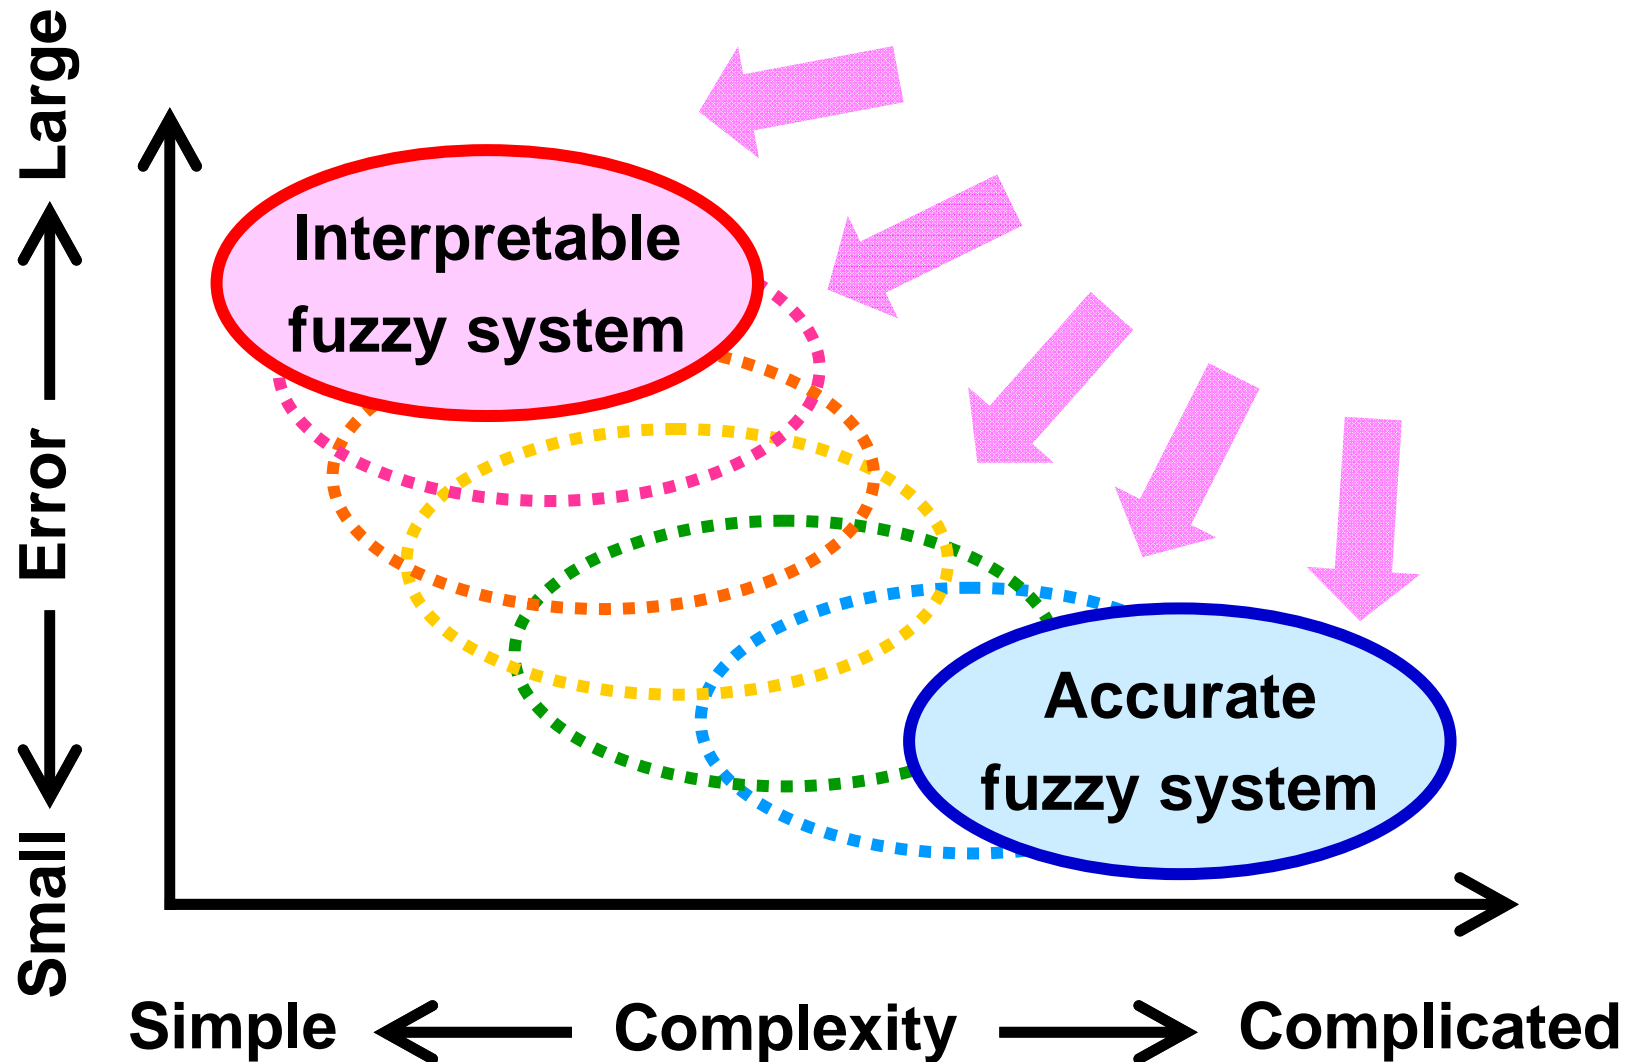 Large
Error
Small
Interpretable
fuzzy system
Accurate
fuzzy system
Simple
Complexity
Complicated